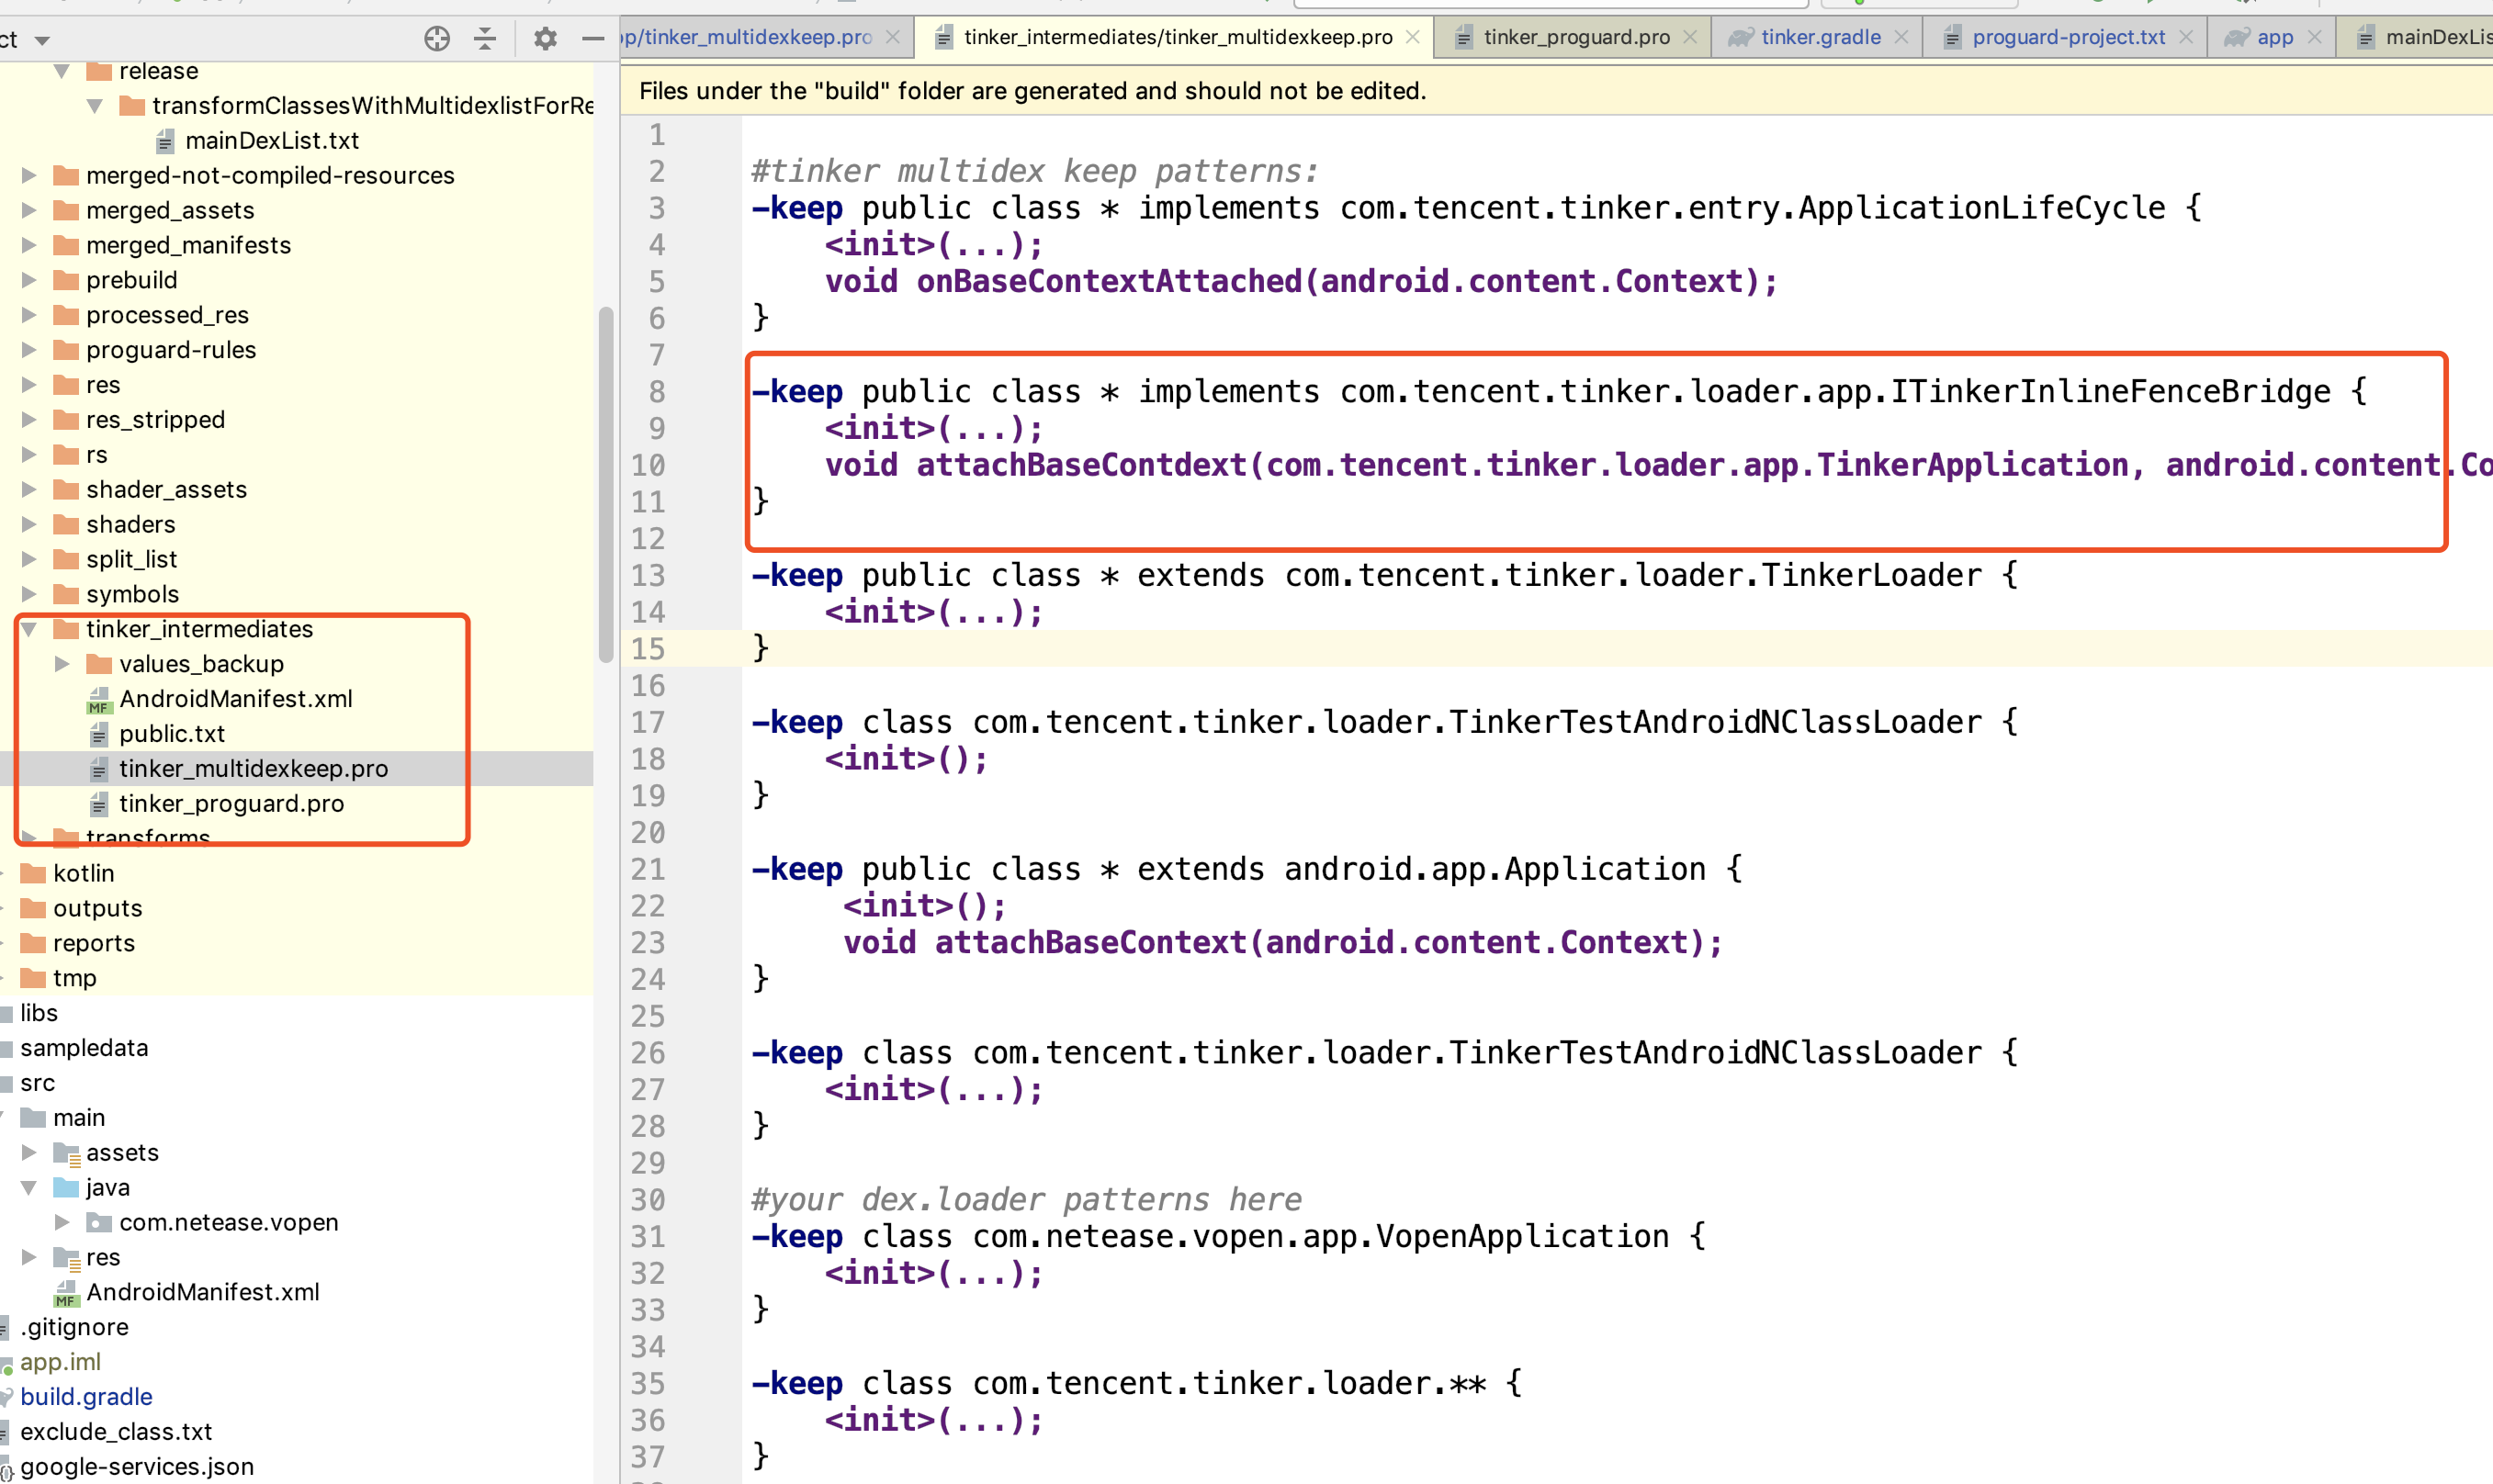 ct
release
transformClassesWithMultidexlistForRe
mainDexList.txt
merged-not-compiled-resources
merged_assets
merged_manifests
prebuild
processed_res
proguard-rules
res
res_stripped
rs
shader_assets
shaders
split_list
symbols
tinker_intermediates
values_backup
MF AndroidManifest.xml
public.txt
tinker_multidexkeep.pro
tinker_proguard.pro
transforms
kotlin
outputs
reports
tmp
libs
sampledata
src
main
assets
java
com.netease.vopen
res
MF AndroidManifest.xml
.gitignore
app.iml
build.gradle
exclude_class.txt
google-services.json
pp/tinker_multidexkeep.pro tinker_intermediates/tinker_multidexkeep.pro tinker_proguard.pro tinker.gradle proguard-project.txt app mainDexLis
Files under the "build" folder are generated and should not be edited.
1
2 #tinker multidex keep patterns:
3 -keep public class * implements com.tencent.tinker.entry.ApplicationLifeCycle {
4 <init>(...);
5 void onBaseContextAttached(android.content.Context);
6 }
7
8 -keep public class * implements com.tencent.tinker.loader.app.ITinkerInlineFenceBridge {
9 <init>(...);
10 void attachBaseContdext(com.tencent.tinker.loader.app.TinkerApplication, android.content.Co
11 }
12
13 -keep public class * extends com.tencent.tinker.loader.TinkerLoader {
14 <init>(...);
15 }
16
17 -keep class com.tencent.tinker.loader.TinkerTestAndroidNClassLoader {
18 <init>();
19 }
20
21 -keep public class * extends android.app.Application {
22 <init>();
23 void attachBaseContext(android.content.Context);
24 }
25
26 -keep class com.tencent.tinker.loader.TinkerTestAndroidNClassLoader {
27 <init>(...);
28 }
29
30 #your dex.loader patterns here
31 -keep class com.netease.vopen.app.VopenApplication {
32 <init>(...);
33 }
34
35 -keep class com.tencent.tinker.loader.** {
36 <init>(...);
37 }